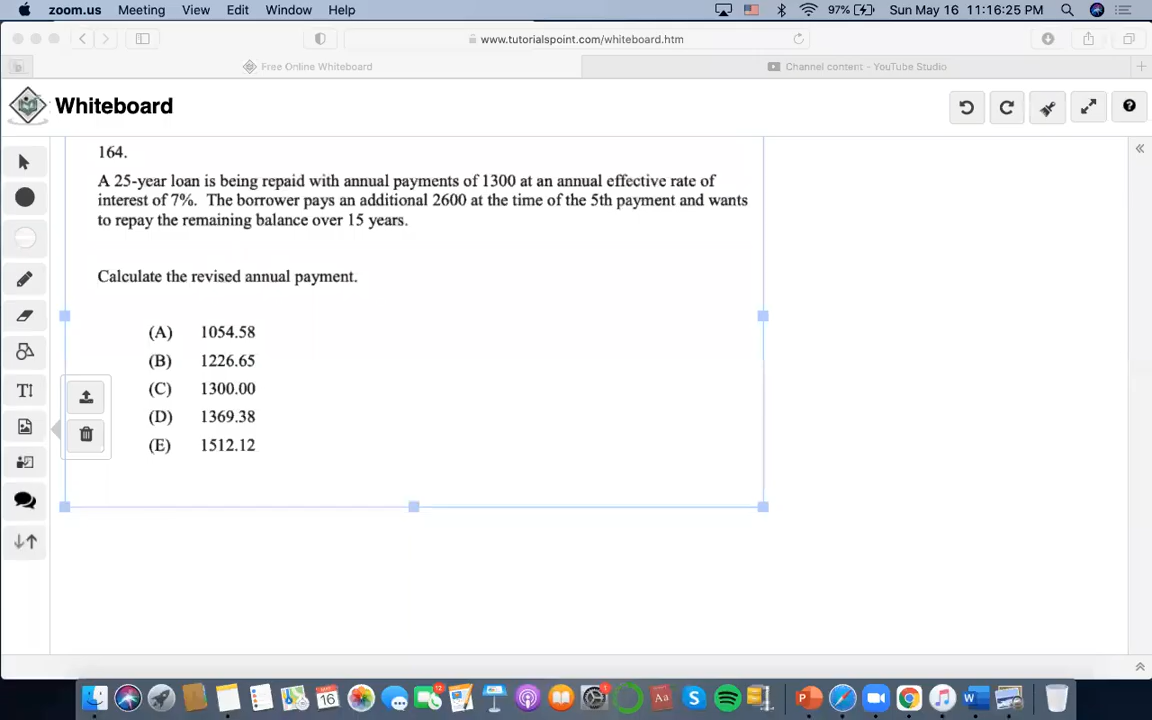 zoom.us Meeting View Edit Window Help 97% Sun May 16 11:16:25 PM
www.tutorialspoint.com/whiteboard.htm
Free Online Whiteboard Channel content - YouTube Studio
Whiteboard
164.
A 25-year loan is being repaid with annual payments of 1300 at an annual effective rate of
interest of 7%. The borrower pays an additional 2600 at the time of the 5th payment and wants
to repay the remaining balance over 15 years.
Calculate the revised annual payment.
(A) 1054.58
(B) 1226.65
(C) 1300.00
(D) 1369.38
(E) 1512.12